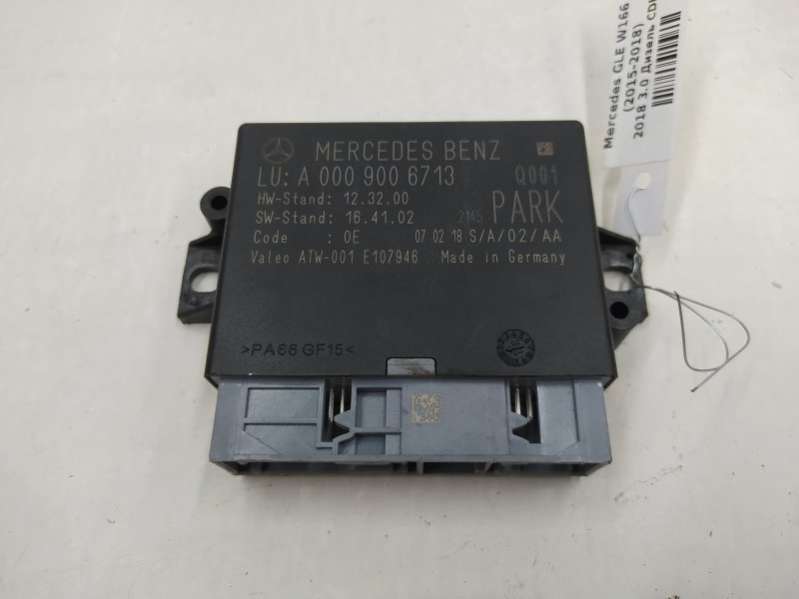 MERCEDES BENZ
LU: A 000 900 6713 Q001
HW-Stand: 12.32.00
SW-Stand: 16.41.02 2145 PARK
Code : 0E 07 02 18 S/A/02/AA
Valeo ATW-001 E107946 Made in Germany
>PA66 GF15<
Mercedes GLE W166
(2015-2018)
2018 3.0 Дизель CDI